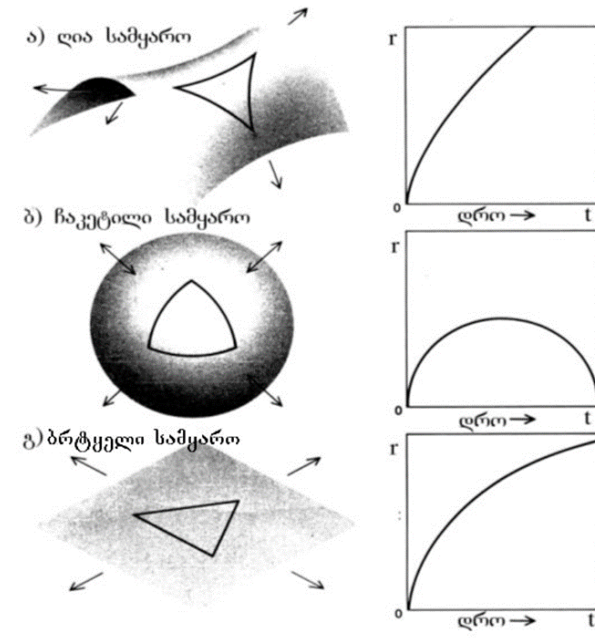 ა) ღია სამყარო
r
0
დრო → t
ბ) ჩაკეტილი სამყარო
r
0
დრო → t
გ) ბრტყელი სამყარო
r
0
დრო → t